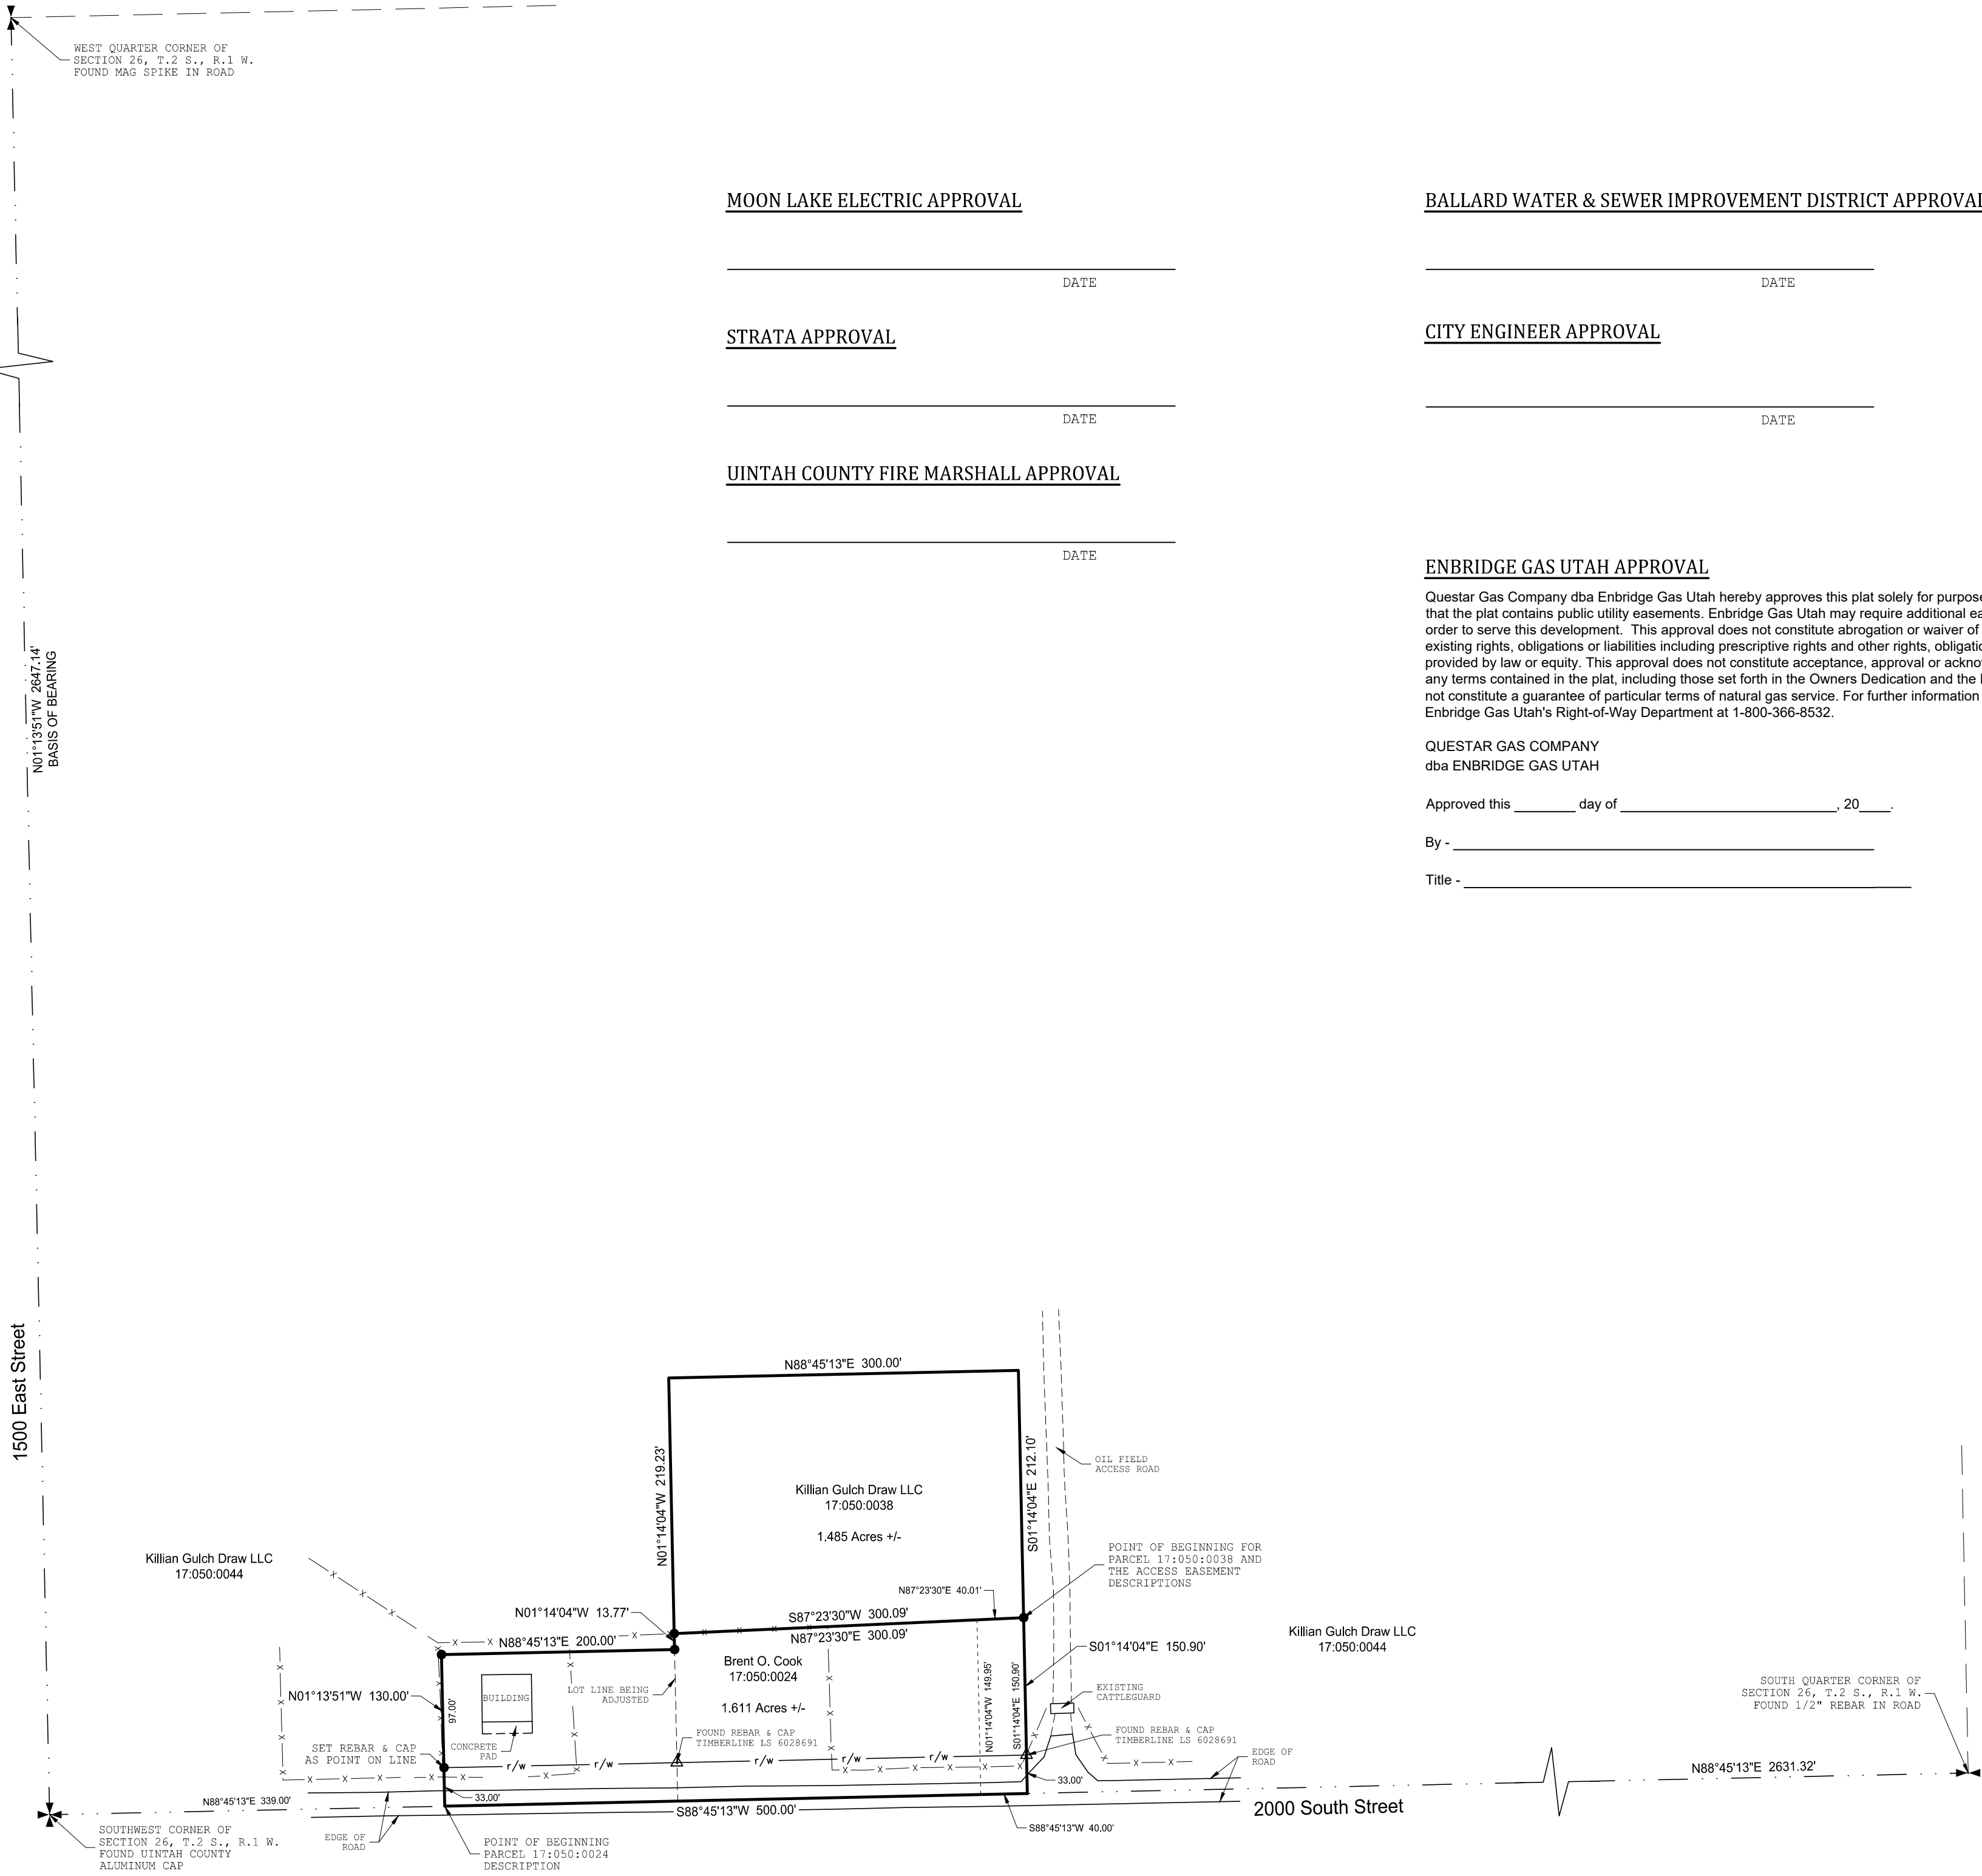 WEST QUARTER CORNER OF
SECTION 26, T.2 S., R.1 W.
FOUND MAG SPIKE IN ROAD
MOON LAKE ELECTRIC APPROVAL
DATE
STRATA APPROVAL
DATE
UINTAH COUNTY FIRE MARSHALL APPROVAL
DATE
BALLARD WATER & SEWER IMPROVEMENT DISTRICT APPROVAL
DATE
CITY ENGINEER APPROVAL
DATE
ENBRIDGE GAS UTAH APPROVAL
Questar Gas Company dba Enbridge Gas Utah hereby approves this plat solely for purpose
that the plat contains public utility easements. Enbridge Gas Utah may require additional ea
order to serve this development. This approval does not constitute abrogation or waiver of
existing rights, obligations or liabilities including prescriptive rights and other rights, obligatio
provided by law or equity. This approval does not constitute acceptance, approval or acknow
any terms contained in the plat, including those set forth in the Owners Dedication and the
not constitute a guarantee of particular terms of natural gas service. For further information
Enbridge Gas Utah's Right-of-Way Department at 1-800-366-8532.
QUESTAR GAS COMPANY
dba ENBRIDGE GAS UTAH
Approved this ________ day of ____________________________, 20____.
By -
Title -
N01°13'51"W 2647.14'
BASIS OF BEARING
1500 East Street
N88°45'13"E 300.00'
N01°14'04"W 219.23'
S01°14'04"E 212.10'
OIL FIELD
ACCESS ROAD
Killian Gulch Draw LLC
17:050:0038
1.485 Acres +/-
POINT OF BEGINNING FOR
PARCEL 17:050:0038 AND
THE ACCESS EASEMENT
DESCRIPTIONS
Killian Gulch Draw LLC
17:050:0044
N87°23'30"E 40.01'
N01°14'04"W 13.77'
S87°23'30"W 300.09'
N88°45'13"E 200.00'
N87°23'30"E 300.09'
S01°14'04"E 150.90'
Killian Gulch Draw LLC
17:050:0044
Brent O. Cook
17:050:0024
1.611 Acres +/-
N01°13'51"W 130.00'
97.00'
BUILDING
LOT LINE BEING
ADJUSTED
N01°14'04"W 149.95'
S01°14'04"E 150.90'
EXISTING
CATTLEGUARD
SOUTH QUARTER CORNER OF
SECTION 26, T.2 S., R.1 W.
FOUND 1/2" REBAR IN ROAD
SET REBAR & CAP
AS POINT ON LINE
CONCRETE
PAD
FOUND REBAR & CAP
TIMBERLINE LS 6028691
FOUND REBAR & CAP
TIMBERLINE LS 6028691
EDGE OF
ROAD
r/w
r/w
r/w
r/w
r/w
33.00'
33.00'
N88°45'13"E 2631.32'
N88°45'13"E 339.00'
S88°45'13"W 500.00'
2000 South Street
S88°45'13"W 40.00'
SOUTHWEST CORNER OF
SECTION 26, T.2 S., R.1 W.
FOUND UINTAH COUNTY
ALUMINUM CAP
EDGE OF
ROAD
POINT OF BEGINNING
PARCEL 17:050:0024
DESCRIPTION